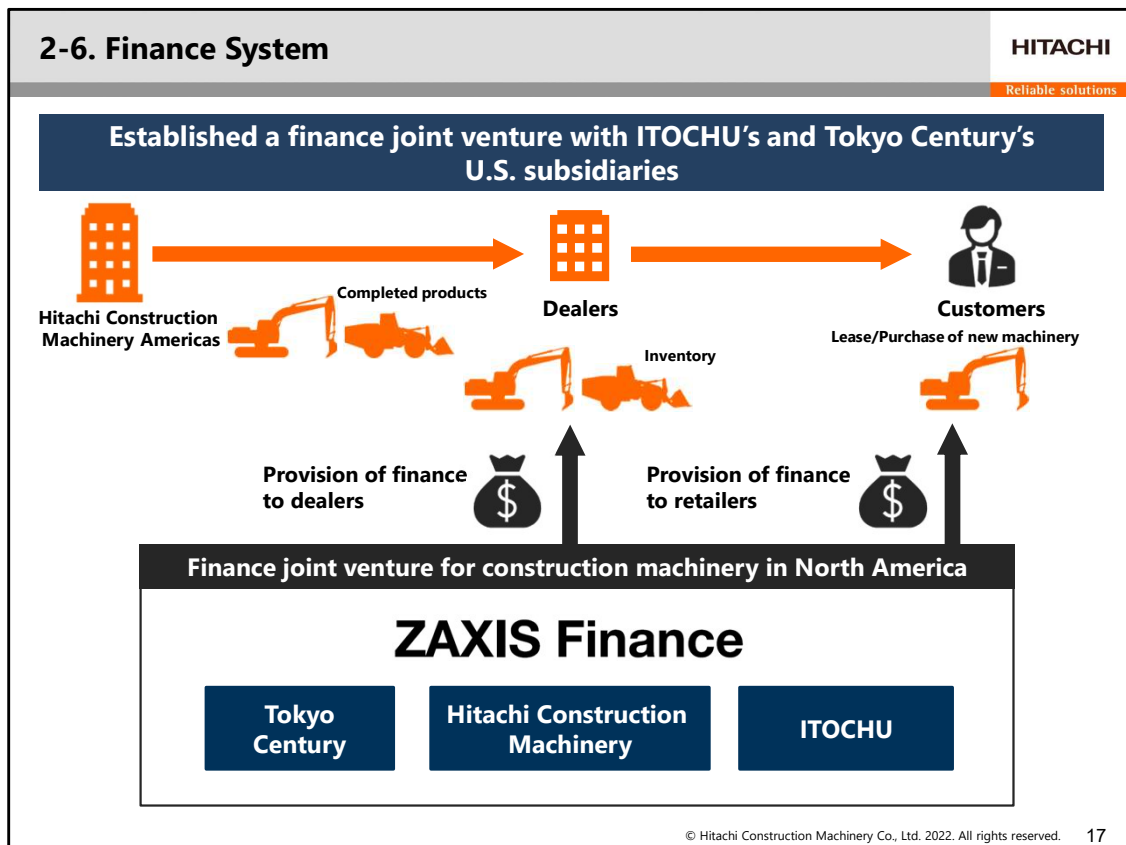 2-6. Finance System
HITACHI
Reliable solutions
Established a finance joint venture with ITOCHU's and Tokyo Century's
U.S. subsidiaries
Completed products
Hitachi Construction
Machinery Americas
Dealers
Customers
Lease/Purchase of new machinery
Inventory
Provision of finance
to dealers
$
Provision of finance
to retailers
$
Finance joint venture for construction machinery in North America
ZAXIS Finance
Tokyo
Century
Hitachi Construction
Machinery
ITOCHU
© Hitachi Construction Machinery Co., Ltd. 2022. All rights reserved. 17